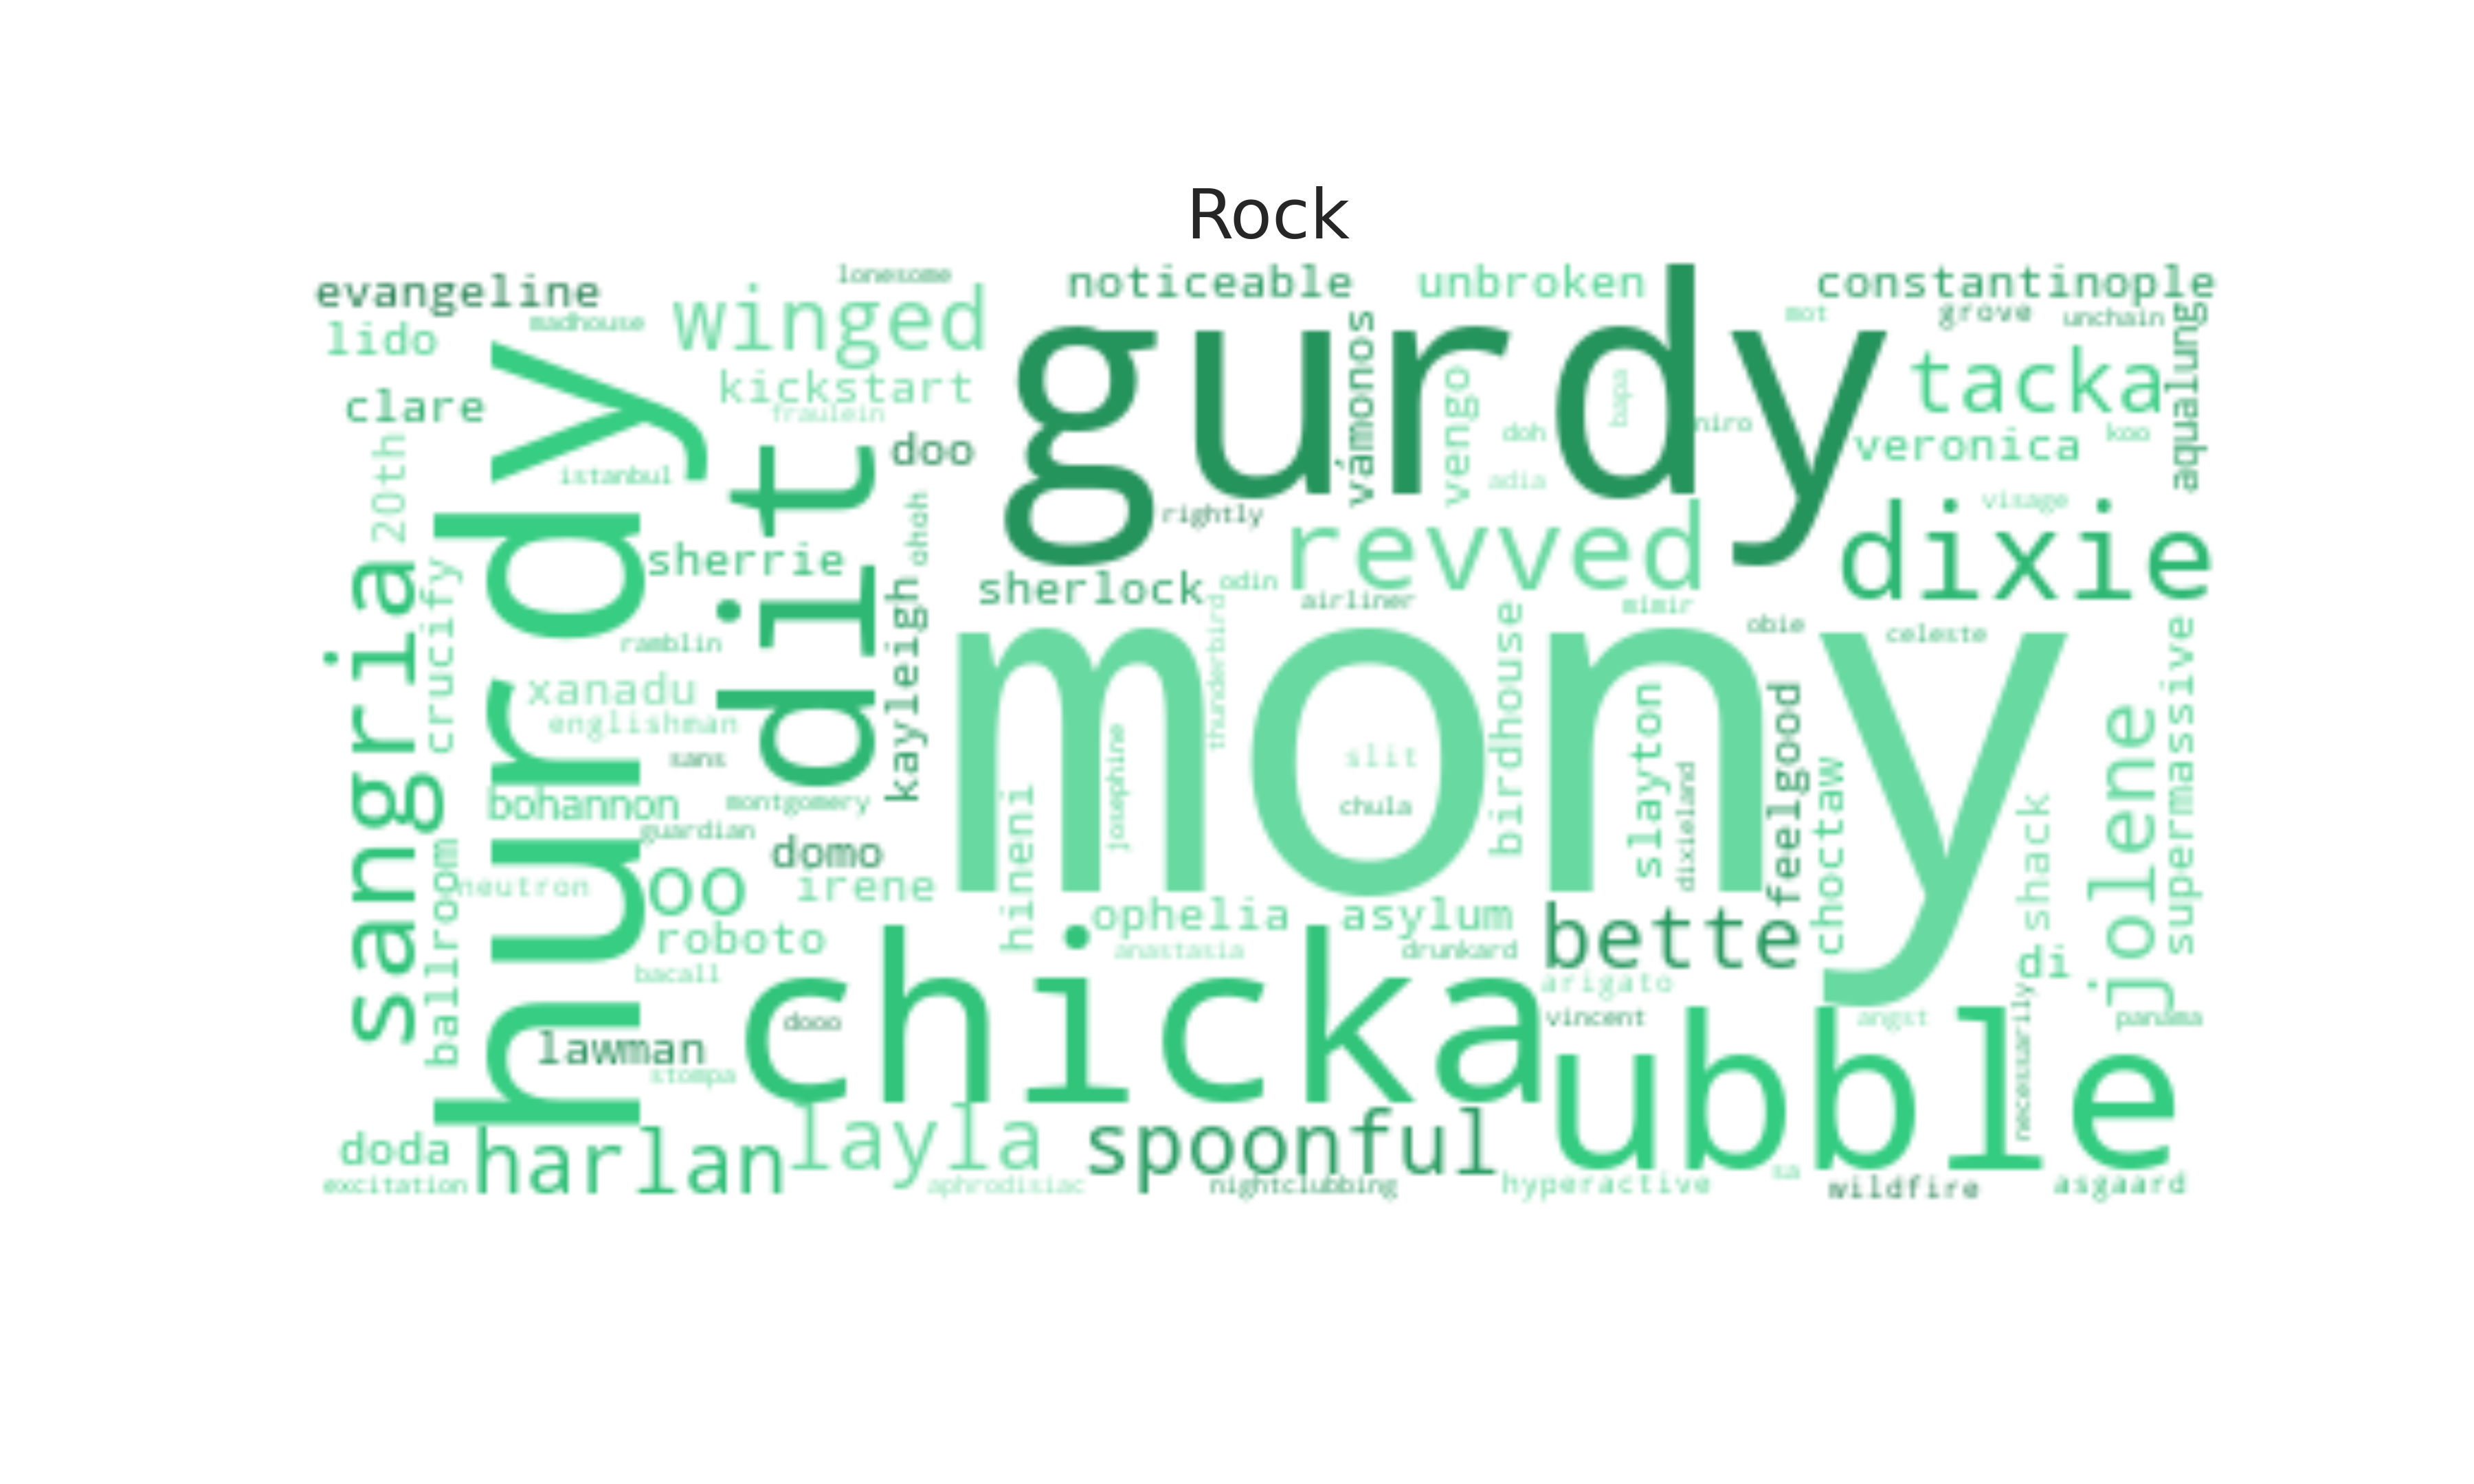 Rock
evangeline
lonesome
noticeable
unbroken
constantinople
lido
madhouse
winged
gurdy
mot
grove
unchain
aqualung
clare
kickstart
fraulein
vámonos
vengo
doh
bapa
niro
tacka
veronica
koo
20th
hurdy
istanbul
dit
doo
adia
visage
ohoh
rightly
revved
dixie
sangria
crucify
sherrie
kayleigh
sherlock
odin
airliner
mimir
obie
celeste
ramblin
thunderbird
mony
birdhouse
supermassive
xanadu
englishman
sans
josephine
slit
chula
slayton
dixieland
feelgood
choctaw
shack
jolene
bohannon
montgomery
guardian
domo
hineni
ballroom
neutron
oo
irene
roboto
ophelia
asylum
anastasia
drunkard
bette
di
bacall
arigato
chicka
dooo
vincent
angst
necessarily
panama
lawman
stompa
ubble
doda
harlan
layla
spoonful
excitation
aphrodisiac
nightclubbing
hyperactive
sa
wildfire
asgaard